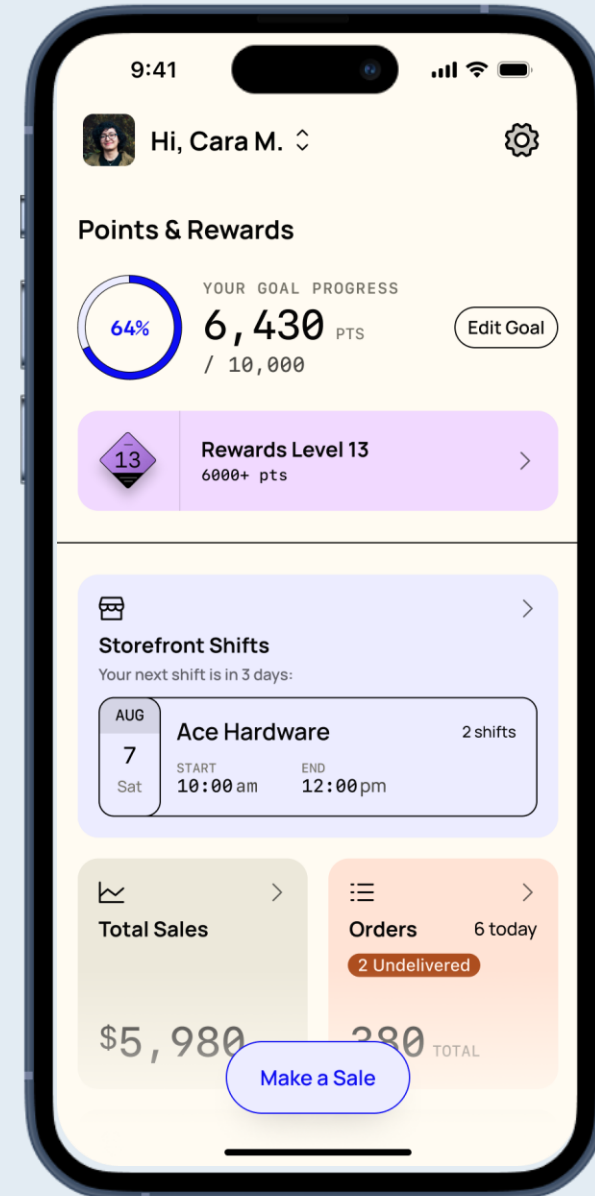 9:41
Hi, Cara M.
Points & Rewards
64%
YOUR GOAL PROGRESS
6,430 PTS
/ 10,000
Edit Goal
13
Rewards Level 13
6000+ pts
Storefront Shifts
Your next shift is in 3 days:
AUG
7
Sat
Ace Hardware
2 shifts
START
10:00 am
END
12:00 pm
Total Sales
$5,980
Orders
6 today
2 Undelivered
380 TOTAL
Make a Sale